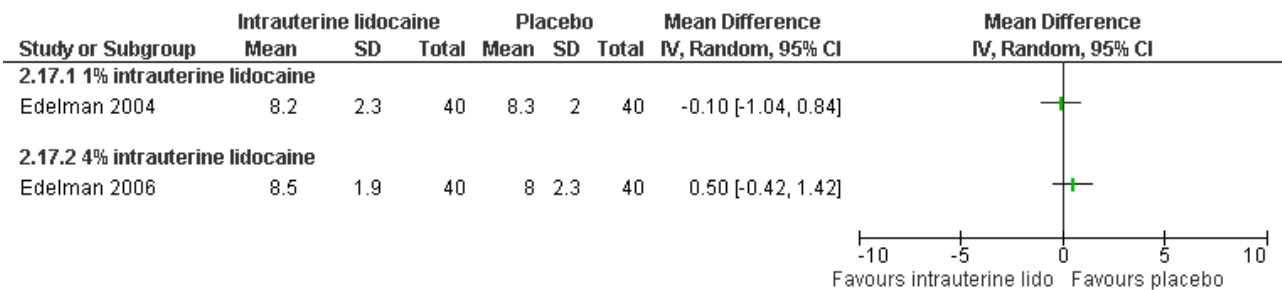 Intrauterine lidocaine Placebo Mean Difference Mean Difference
Study or Subgroup Mean SD Total Mean SD Total IV, Random, 95% CI IV, Random, 95% CI
2.17.1 1% intrauterine lidocaine
Edelman 2004 8.2 2.3 40 8.3 2 40 -0.10 [-1.04, 0.84]
2.17.2 4% intrauterine lidocaine
Edelman 2006 8.5 1.9 40 8 2.3 40 0.50 [-0.42, 1.42]
-10 -5 0 5 10
Favours intrauterine lido Favours placebo